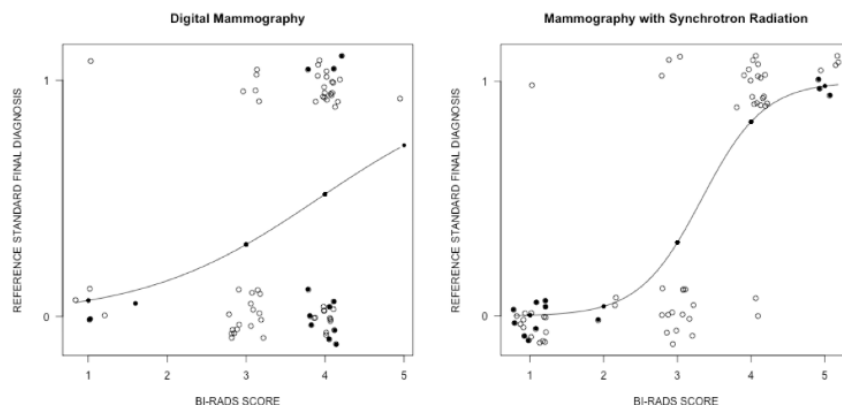 Digital Mammography
REFERENCE STANDARD FINAL DIAGNOSIS
1
0
1 2 3 4 5
BI-RADS SCORE
Mammography with Synchrotron Radiation
REFERENCE STANDARD FINAL DIAGNOSIS
1
0
1 2 3 4 5
BI-RADS SCORE